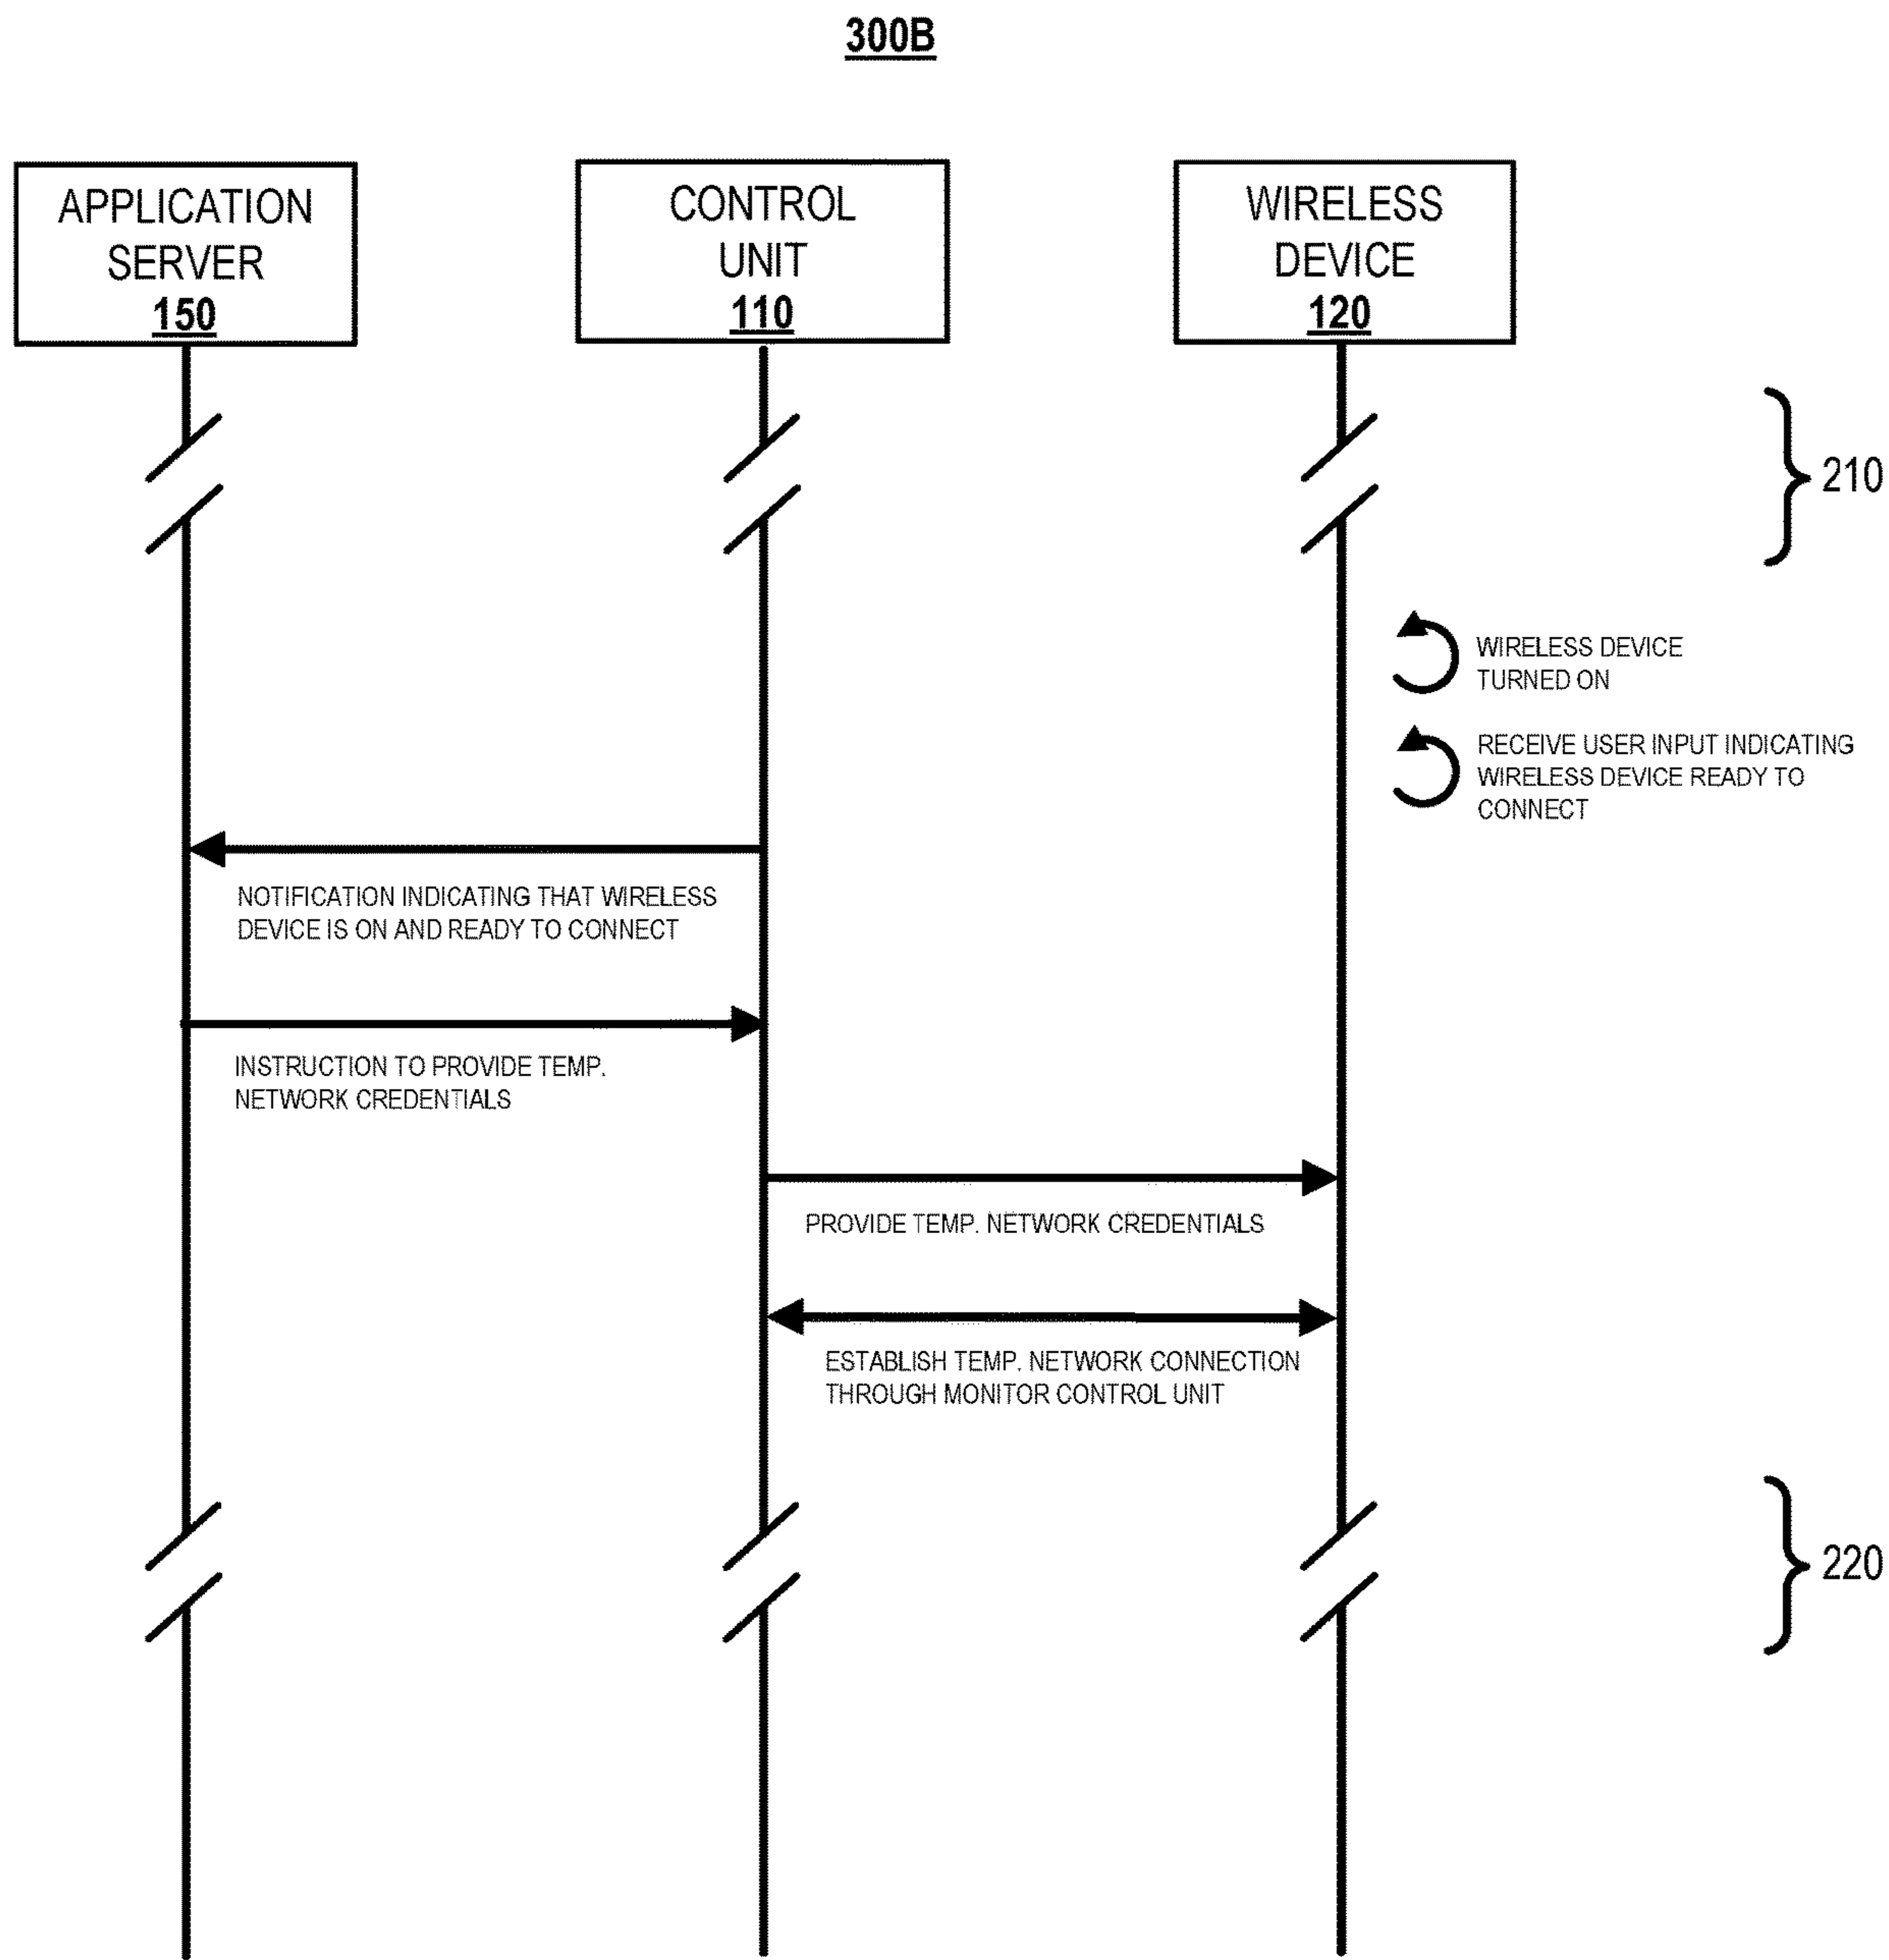 300B
APPLICATION
SERVER
150
CONTROL
UNIT
110
WIRELESS
DEVICE
120
210
WIRELESS DEVICE
TURNED ON
RECEIVE USER INPUT INDICATING
WIRELESS DEVICE READY TO
CONNECT
NOTIFICATION INDICATING THAT WIRELESS
DEVICE IS ON AND READY TO CONNECT
INSTRUCTION TO PROVIDE TEMP.
NETWORK CREDENTIALS
PROVIDE TEMP. NETWORK CREDENTIALS
ESTABLISH TEMP. NETWORK CONNECTION
THROUGH MONITOR CONTROL UNIT
220